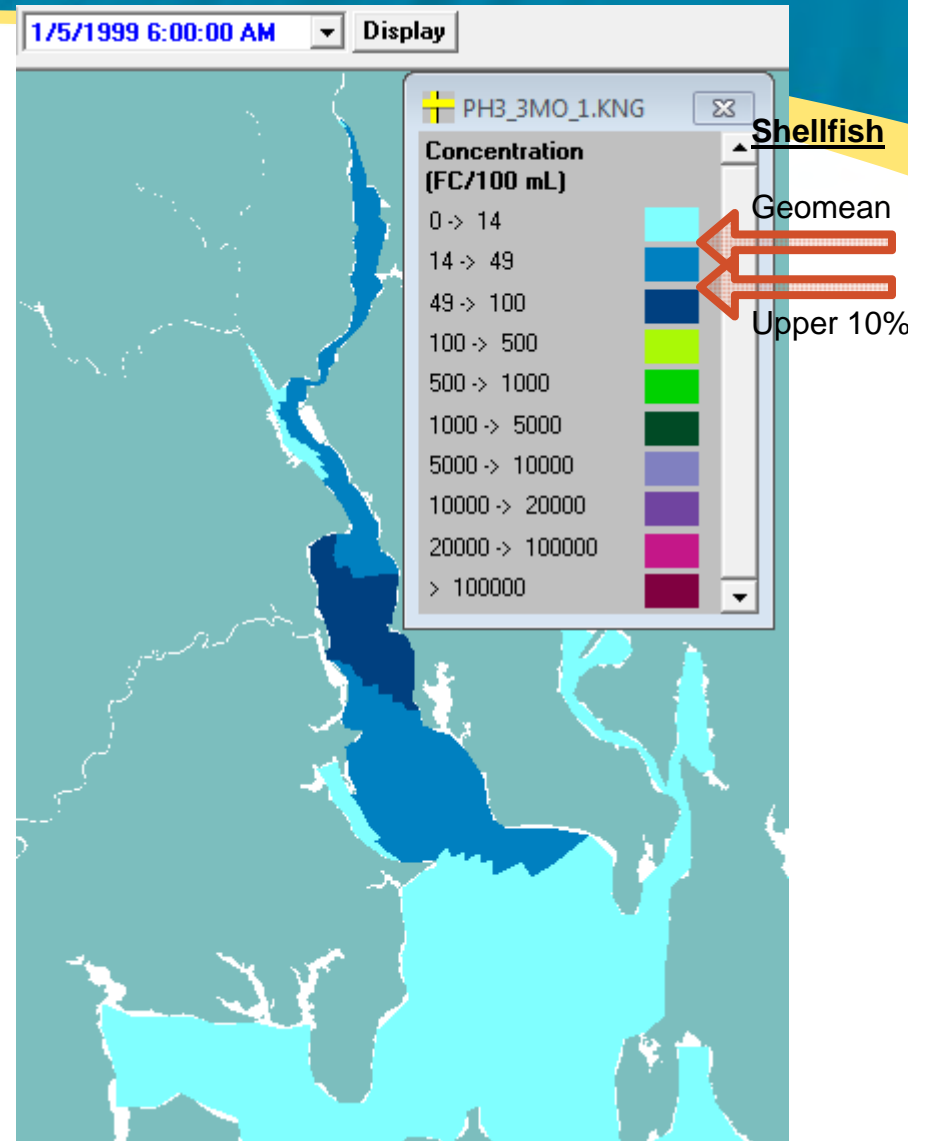 1/5/1999 6:00:00 AM Display
PH3_3MO_1.KNG
Concentration
(FC/100 mL)
0 -> 14
14 -> 49
49 -> 100
100 -> 500
500 -> 1000
1000 -> 5000
5000 -> 10000
10000 -> 20000
20000 -> 100000
> 100000
Shellfish
Geomean
Upper 10%